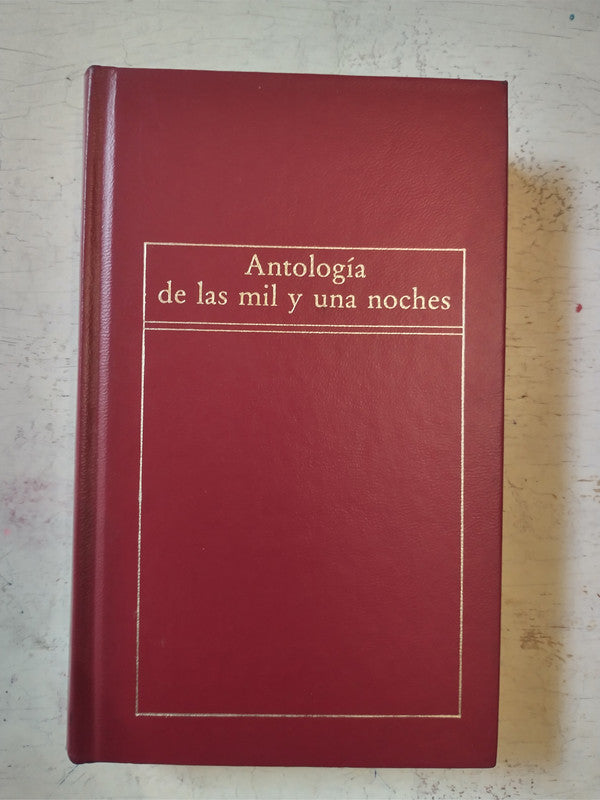 Antología
de las mil y una noches